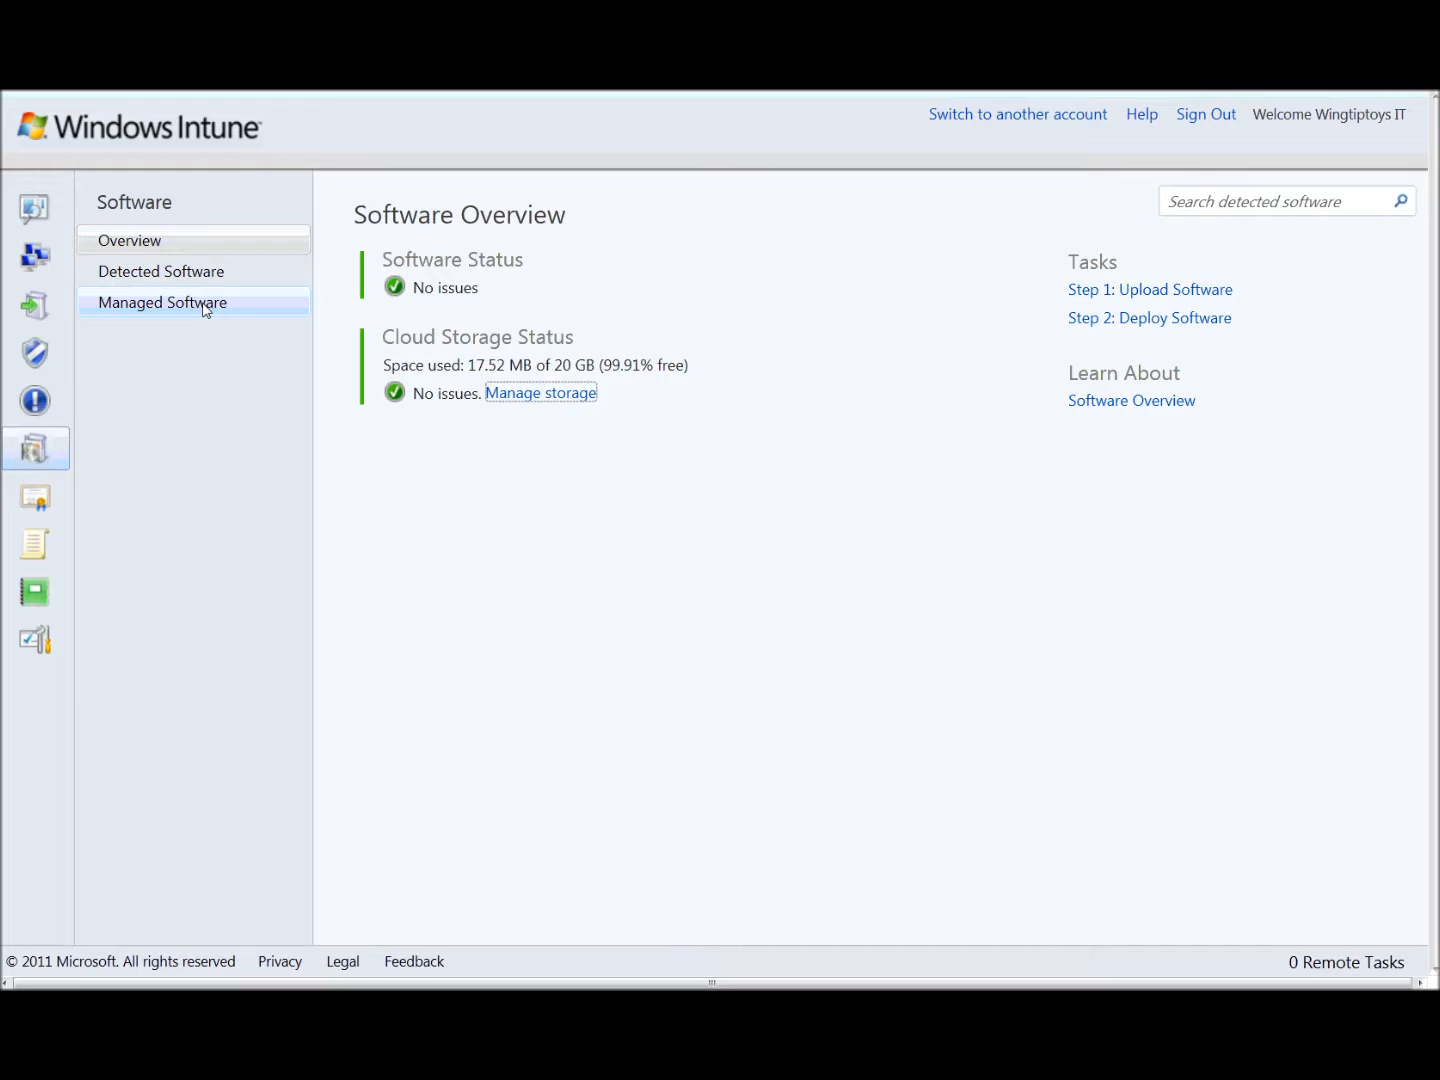 Windows Intune
Switch to another account Help Sign Out Welcome Wingtiptoys IT
Software
Overview
Detected Software
Managed Software
Software Overview
Search detected software
Software Status
No issues
Cloud Storage Status
Space used: 17.52 MB of 20 GB (99.91% free)
No issues. Manage storage
Tasks
Step 1: Upload Software
Step 2: Deploy Software
Learn About
Software Overview
© 2011 Microsoft. All rights reserved Privacy Legal Feedback
0 Remote Tasks